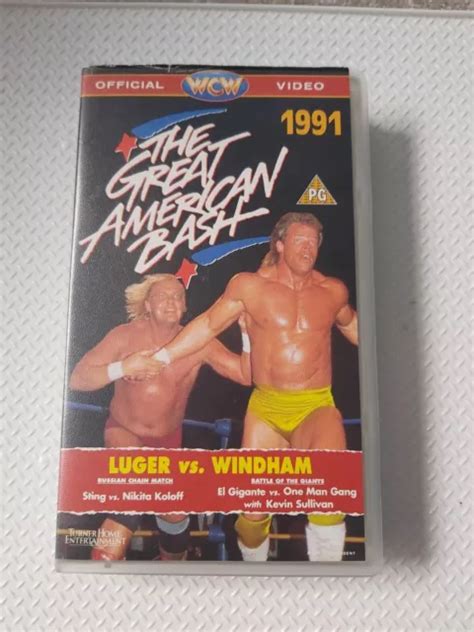 OFFICIAL WCW VIDEO
1991
THE
GREAT
AMERICAN
BASH
PG
LUGER vs. WINDHAM
RUSSIAN CHAIN MATCH
Sting vs. Nikita Koloff
BATTLE OF THE GIANTS
El Gigante vs. One Man Gang
with Kevin Sullivan
TURNER HOME
ENTERTAINMENT